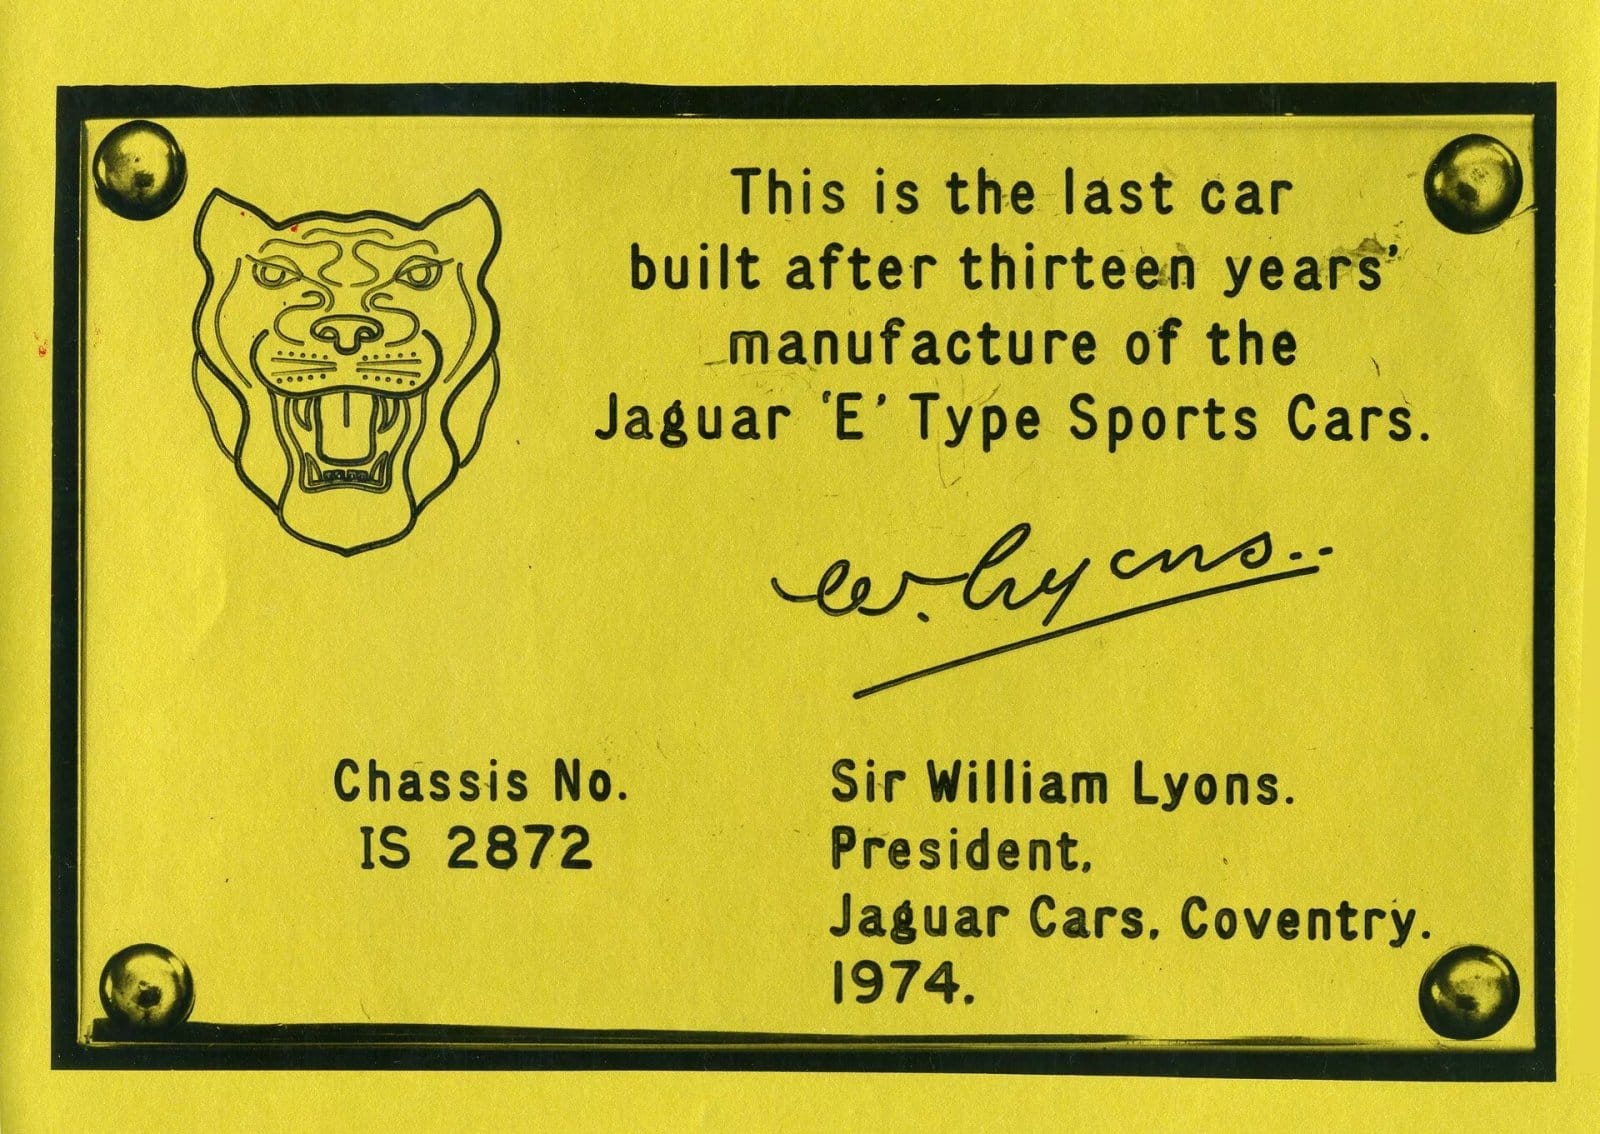 This is the last car
built after thirteen years'
manufacture of the
Jaguar 'E' Type Sports Cars.
W. Lyons..
Chassis No.
IS 2872
Sir William Lyons.
President,
Jaguar Cars, Coventry.
1974.